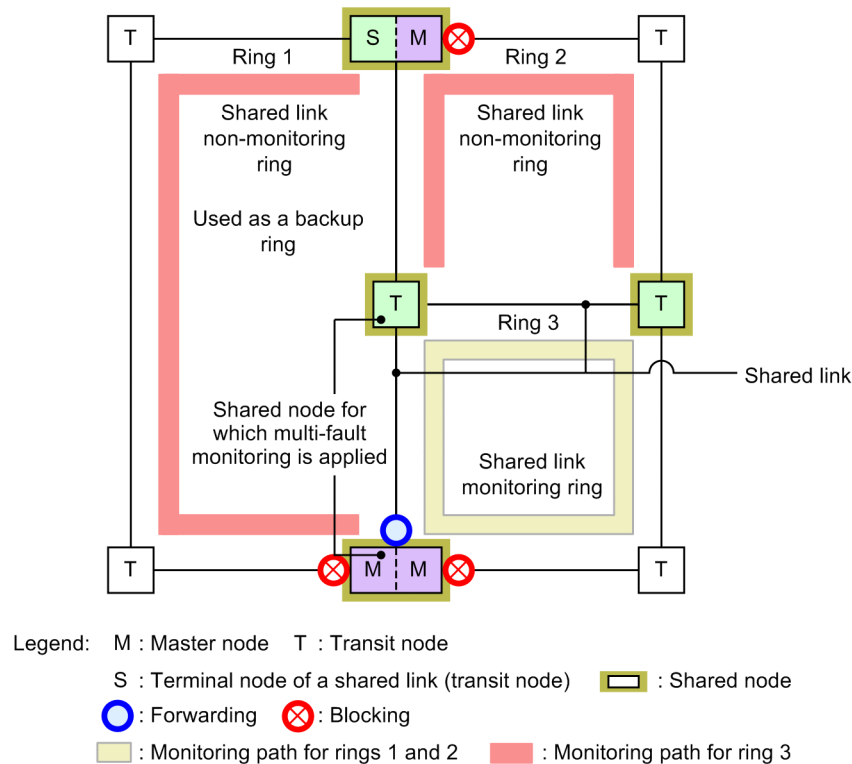 T
S
M
T
Ring 1
Ring 2
Shared link
non-monitoring
ring
Shared link
non-monitoring
ring
Used as a backup
ring
T
T
Ring 3
Shared link
Shared node for
which multi-fault
monitoring is applied
Shared link
monitoring ring
T
M
M
T
Legend: M : Master node T : Transit node
S : Terminal node of a shared link (transit node) : Shared node
: Forwarding : Blocking
: Monitoring path for rings 1 and 2 : Monitoring path for ring 3